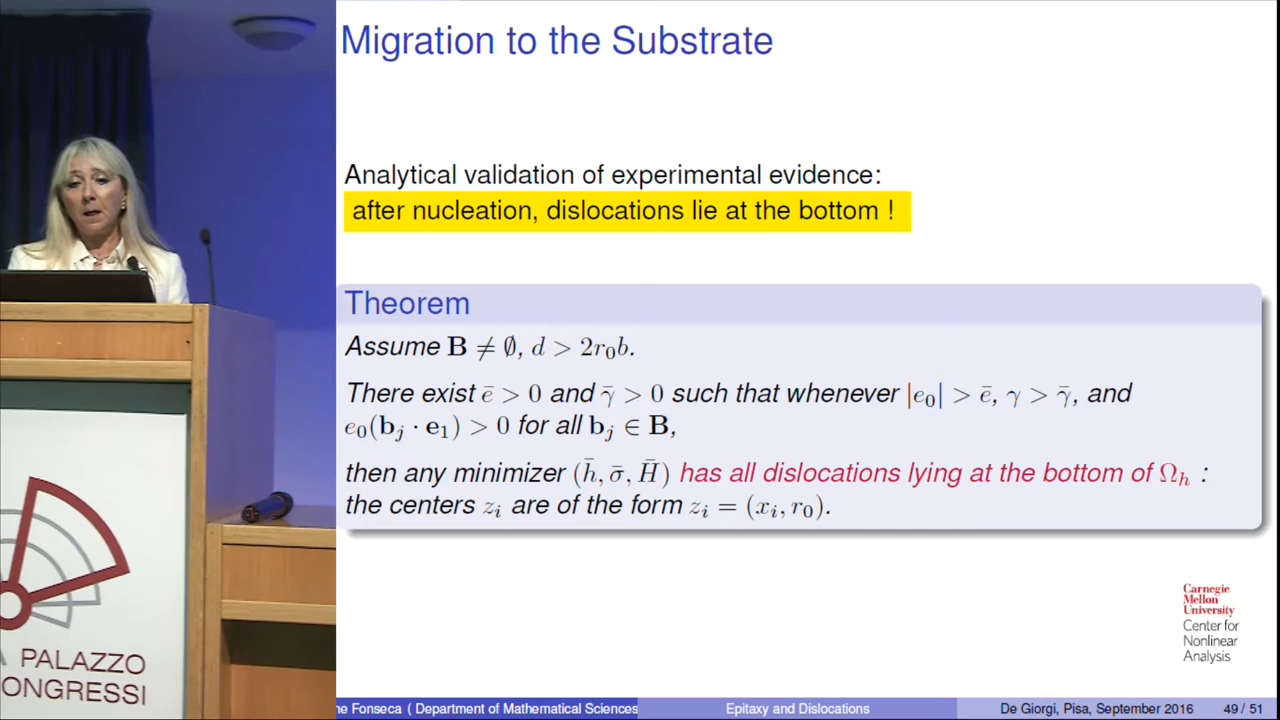 Migration to the Substrate
Analytical validation of experimental evidence:
after nucleation, dislocations lie at the bottom !
Theorem
Assume B ≠ ∅, d > 2r₀b.
There exist ē > 0 and γ̄ > 0 such that whenever |e₀| > ē, γ > γ̄, and
e₀(bⱼ · e₁) > 0 for all bⱼ ∈ B,
then any minimizer (h̄, σ̄, H̄) has all dislocations lying at the bottom of Ωₕ :
the centers zᵢ are of the form zᵢ = (xᵢ, r₀).
Carnegie
Mellon
University
Center for
Nonlinear
Analysis
PALAZZO
ONGRESSI
ne Fonseca ( Department of Mathematical Sciences
Epitaxy and Dislocations
De Giorgi, Pisa, September 2016
49 / 51